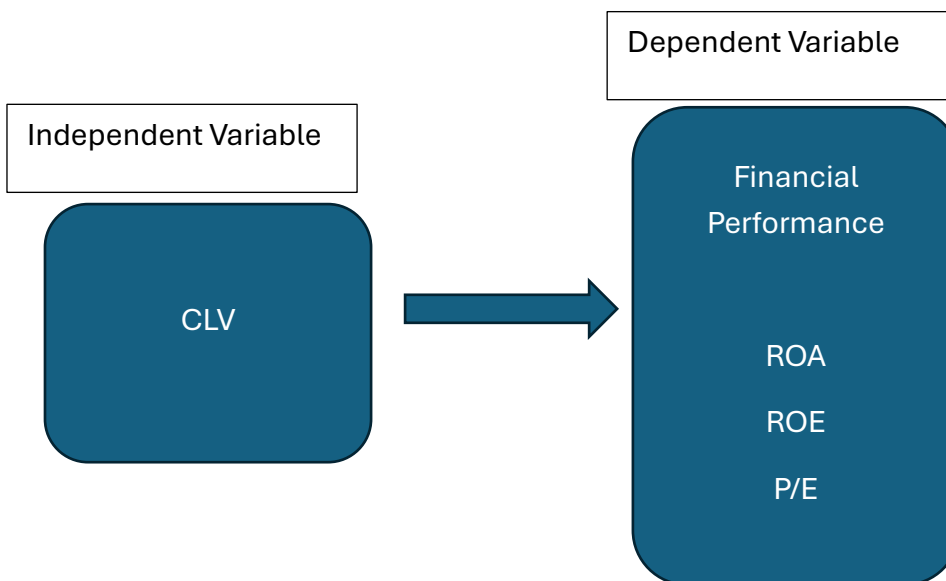 Independent Variable
CLV
Dependent Variable
Financial
Performance
ROA
ROE
P/E